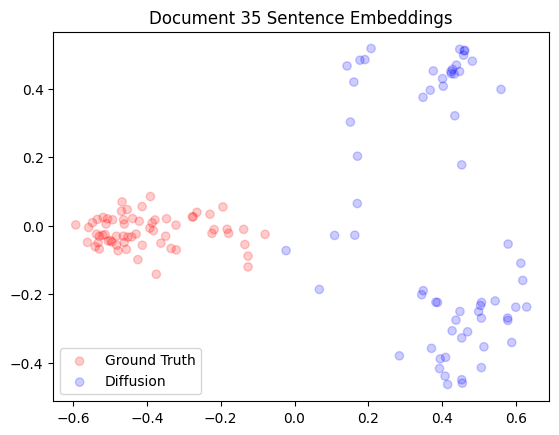 Document 35 Sentence Embeddings
0.4
0.2
0.0
−0.2
−0.4
Ground Truth
Diffusion
−0.6 −0.4 −0.2 0.0 0.2 0.4 0.6